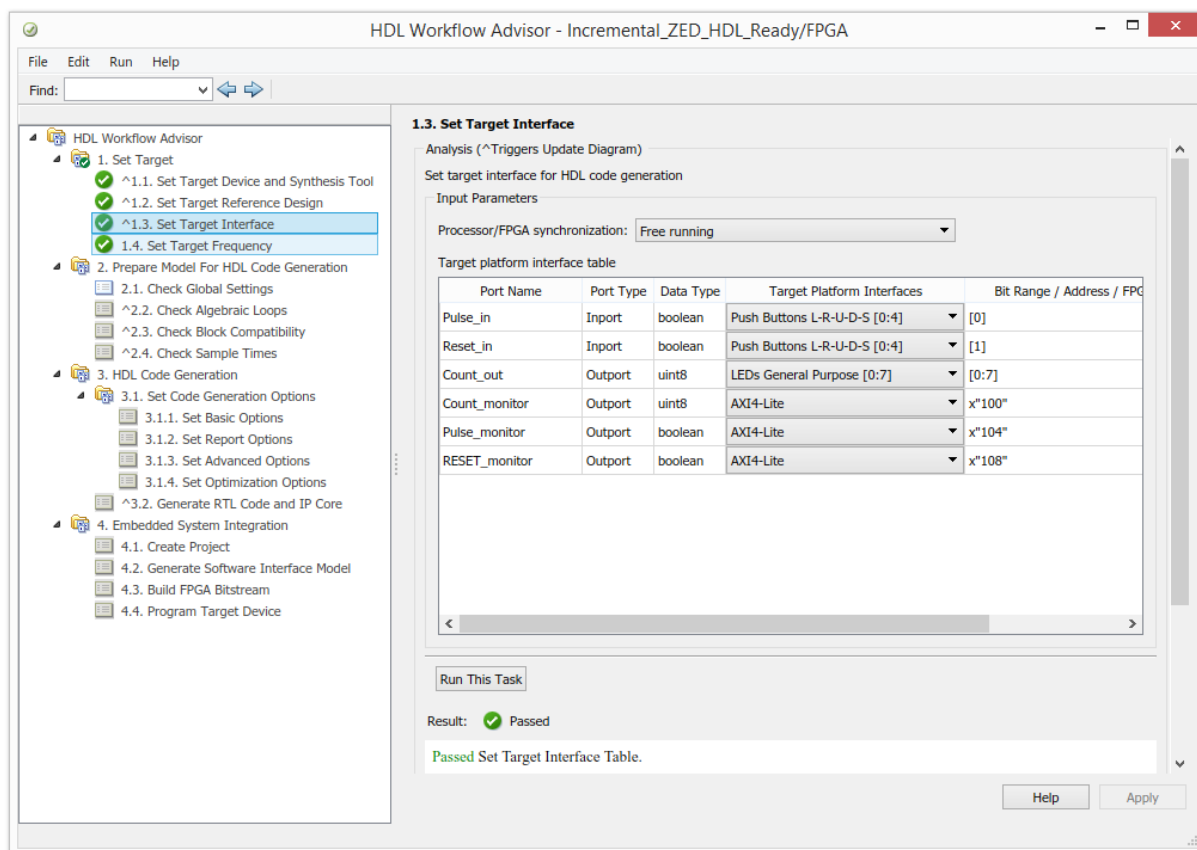 HDL Workflow Advisor - Incremental_ZED_HDL_Ready/FPGA
File Edit Run Help
Find:
HDL Workflow Advisor
1. Set Target
^1.1. Set Target Device and Synthesis Tool
^1.2. Set Target Reference Design
^1.3. Set Target Interface
1.4. Set Target Frequency
2. Prepare Model For HDL Code Generation
2.1. Check Global Settings
^2.2. Check Algebraic Loops
^2.3. Check Block Compatibility
^2.4. Check Sample Times
3. HDL Code Generation
3.1. Set Code Generation Options
3.1.1. Set Basic Options
3.1.2. Set Report Options
3.1.3. Set Advanced Options
3.1.4. Set Optimization Options
^3.2. Generate RTL Code and IP Core
4. Embedded System Integration
4.1. Create Project
4.2. Generate Software Interface Model
4.3. Build FPGA Bitstream
4.4. Program Target Device
1.3. Set Target Interface
Analysis (^Triggers Update Diagram)
Set target interface for HDL code generation
Input Parameters
Processor/FPGA synchronization: Free running
Target platform interface table
Port Name Port Type Data Type Target Platform Interfaces Bit Range / Address / FPG
Pulse_in Inport boolean Push Buttons L-R-U-D-S [0:4] [0]
Reset_in Inport boolean Push Buttons L-R-U-D-S [0:4] [1]
Count_out Outport uint8 LEDs General Purpose [0:7] [0:7]
Count_monitor Outport uint8 AXI4-Lite x"100"
Pulse_monitor Outport boolean AXI4-Lite x"104"
RESET_monitor Outport boolean AXI4-Lite x"108"
Run This Task
Result: Passed
Passed Set Target Interface Table.
Help Apply